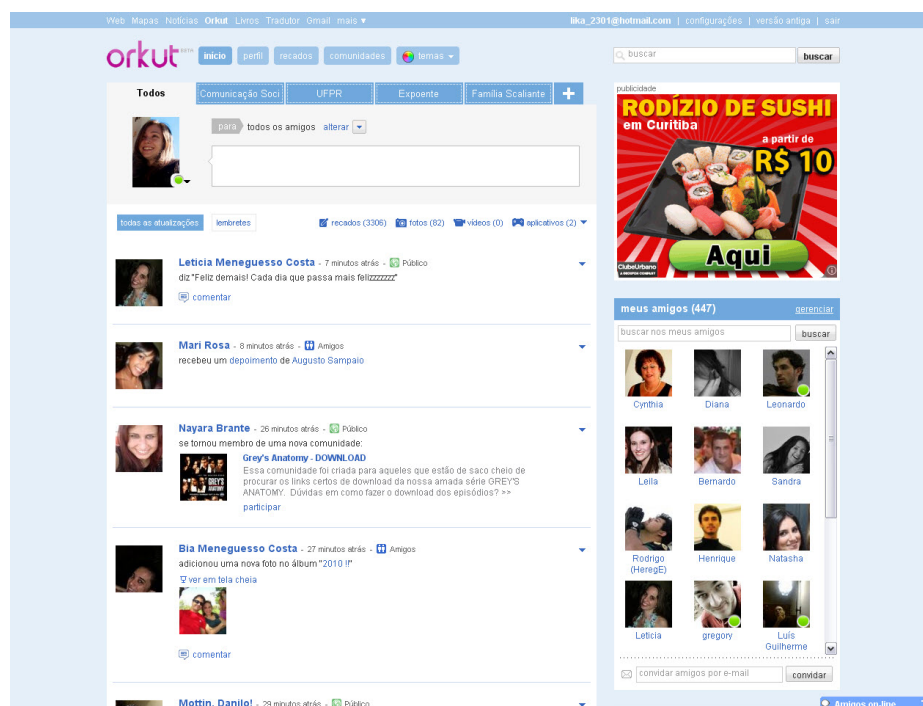 Web Mapas Notícias Orkut Livros Tradutor Gmail mais ▼
lika_2301@hotmail.com | configurações | versão antiga | sair
orkut BETA
início perfil recados comunidades temas
buscar buscar
Todos Comunicação Soci UFPR Expoente Família Scaliante +
para todos os amigos alterar
todas as atualizações lembretes recados (3306) fotos (82) vídeos (0) aplicativos (2)
Leticia Meneguesso Costa - 7 minutos atrás - Público
diz "Feliz demais! Cada dia que passa mais felizzzzzzz"
comentar
Mari Rosa - 8 minutos atrás - Amigos
recebeu um depoimento de Augusto Sampaio
Nayara Brante - 26 minutos atrás - Público
se tornou membro de uma nova comunidade:
GREY'S ANATOMY
Grey's Anatomy - DOWNLOAD
Essa comunidade foi criada para aqueles que estão de saco cheio de
procurar os links certos de download da nossa amada série GREY'S
ANATOMY. Dúvidas em como fazer o download dos episódios? >>
participar
Bia Meneguesso Costa - 27 minutos atrás - Amigos
adicionou uma nova foto no álbum "2010 !!"
ver em tela cheia
comentar
Mottin, Danilo! - 29 minutos atrás - Público
publicidade
RODÍZIO DE SUSHI
em Curitiba
a partir de
R$ 10
Aqui
ClubeUrbano
meus amigos (447) gerenciar
buscar nos meus amigos buscar
Cynthia Diana Leonardo
Leila Bernardo Sandra
Rodrigo (HeregE) Henrique Natasha
Leticia gregory Luís Guilherme
convidar amigos por e-mail convidar
Amigos on-line